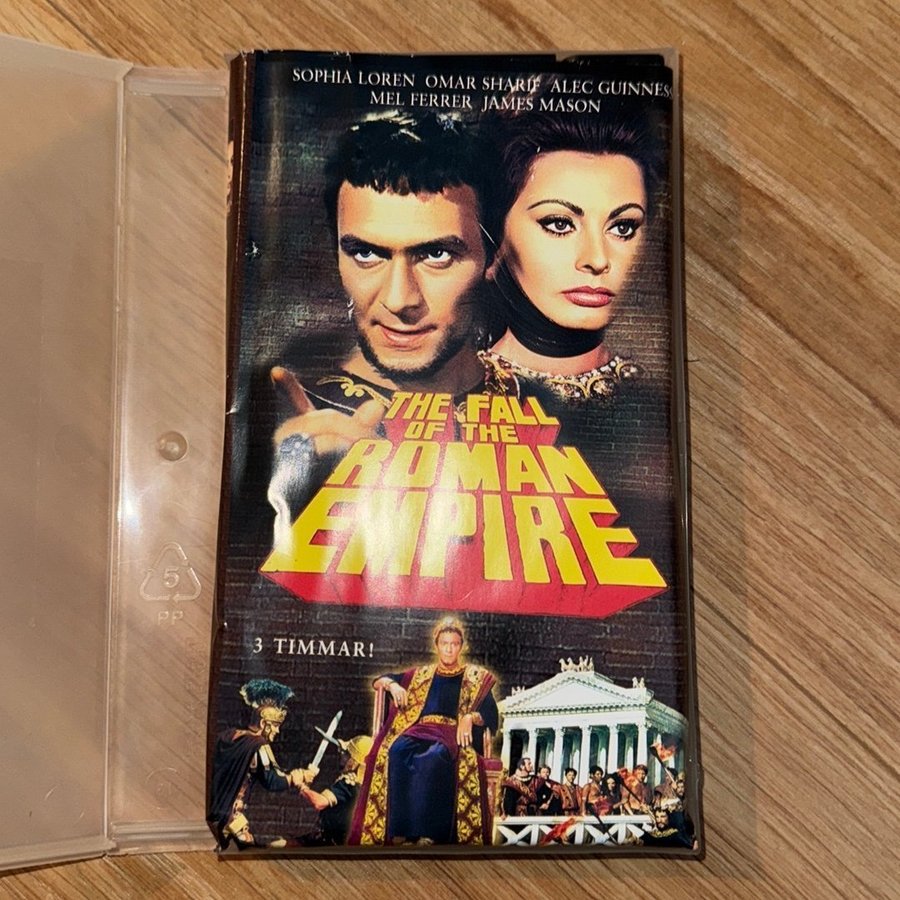 SOPHIA LOREN OMAR SHARIF ALEC GUINNESS
MEL FERRER JAMES MASON
THE FALL
OF THE
ROMAN
EMPIRE
3 TIMMAR!
5
PP